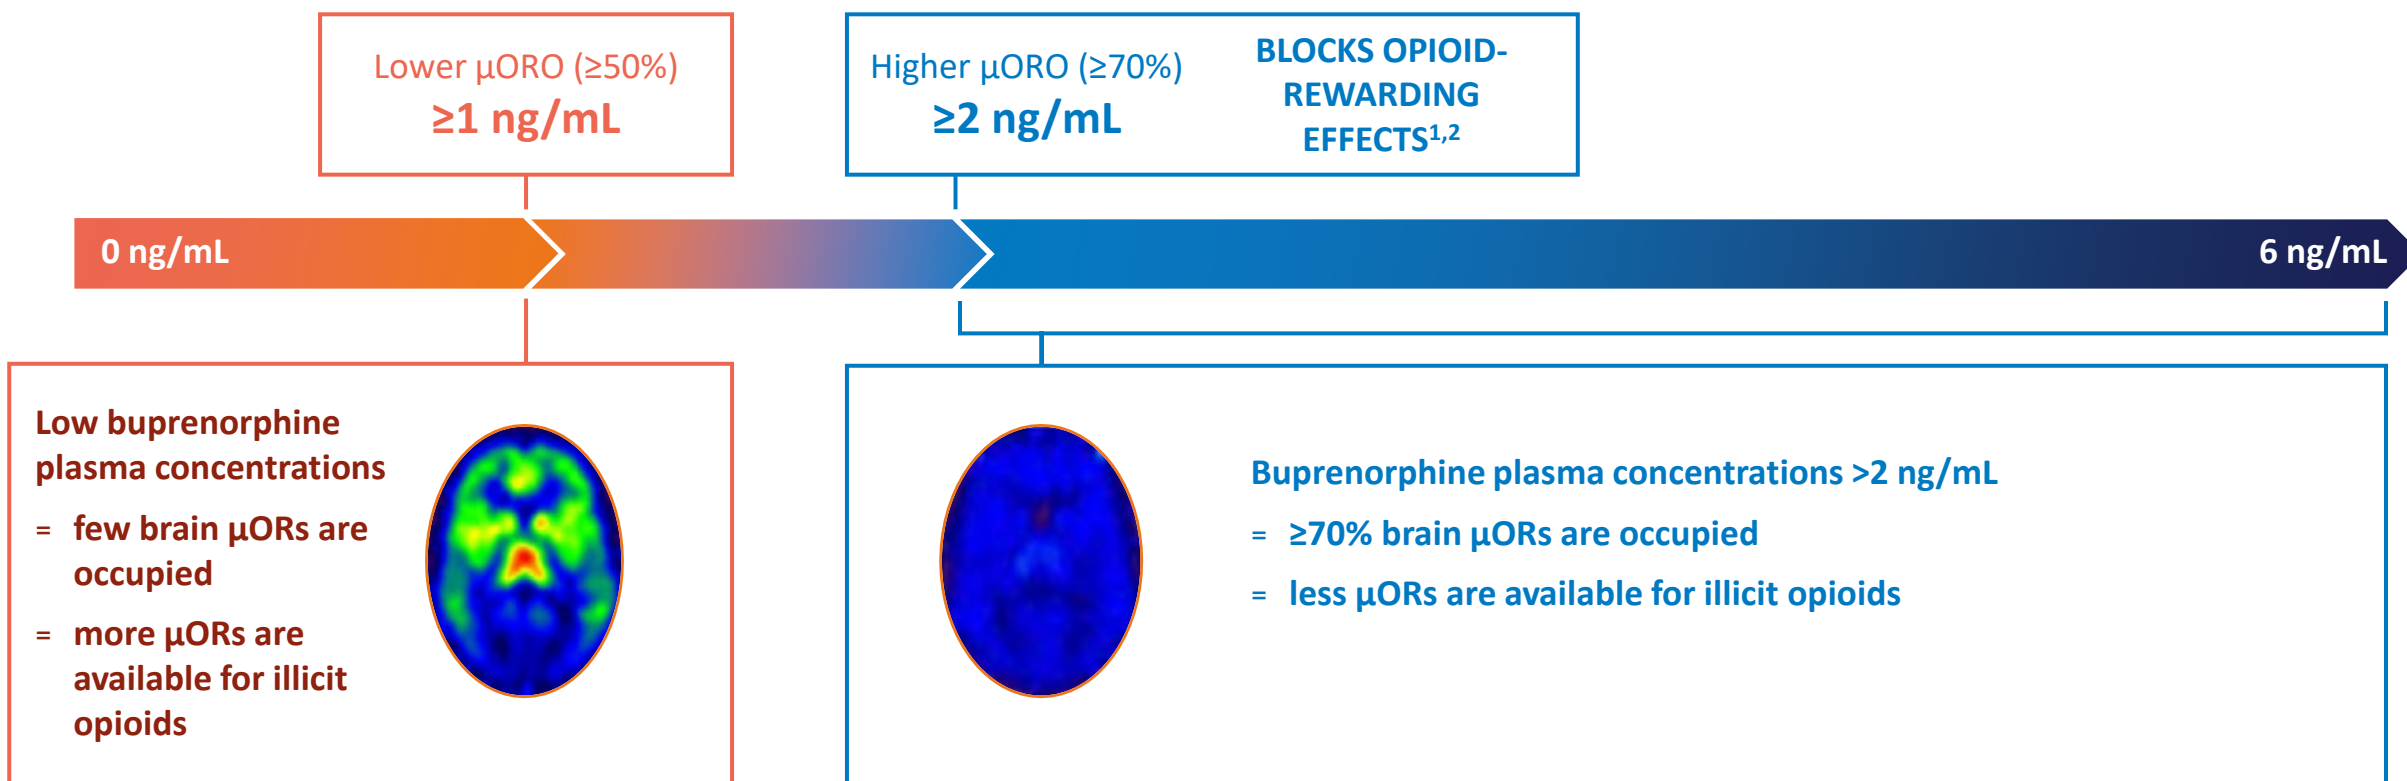 Lower µORO (≥50%)
≥1 ng/mL
Higher µORO (≥70%)
≥2 ng/mL
BLOCKS OPIOID-
REWARDING
EFFECTS1,2
0 ng/mL
6 ng/mL
Low buprenorphine
plasma concentrations
= few brain µORs are
occupied
= more µORs are
available for illicit
opioids
Buprenorphine plasma concentrations >2 ng/mL
= ≥70% brain µORs are occupied
= less µORs are available for illicit opioids